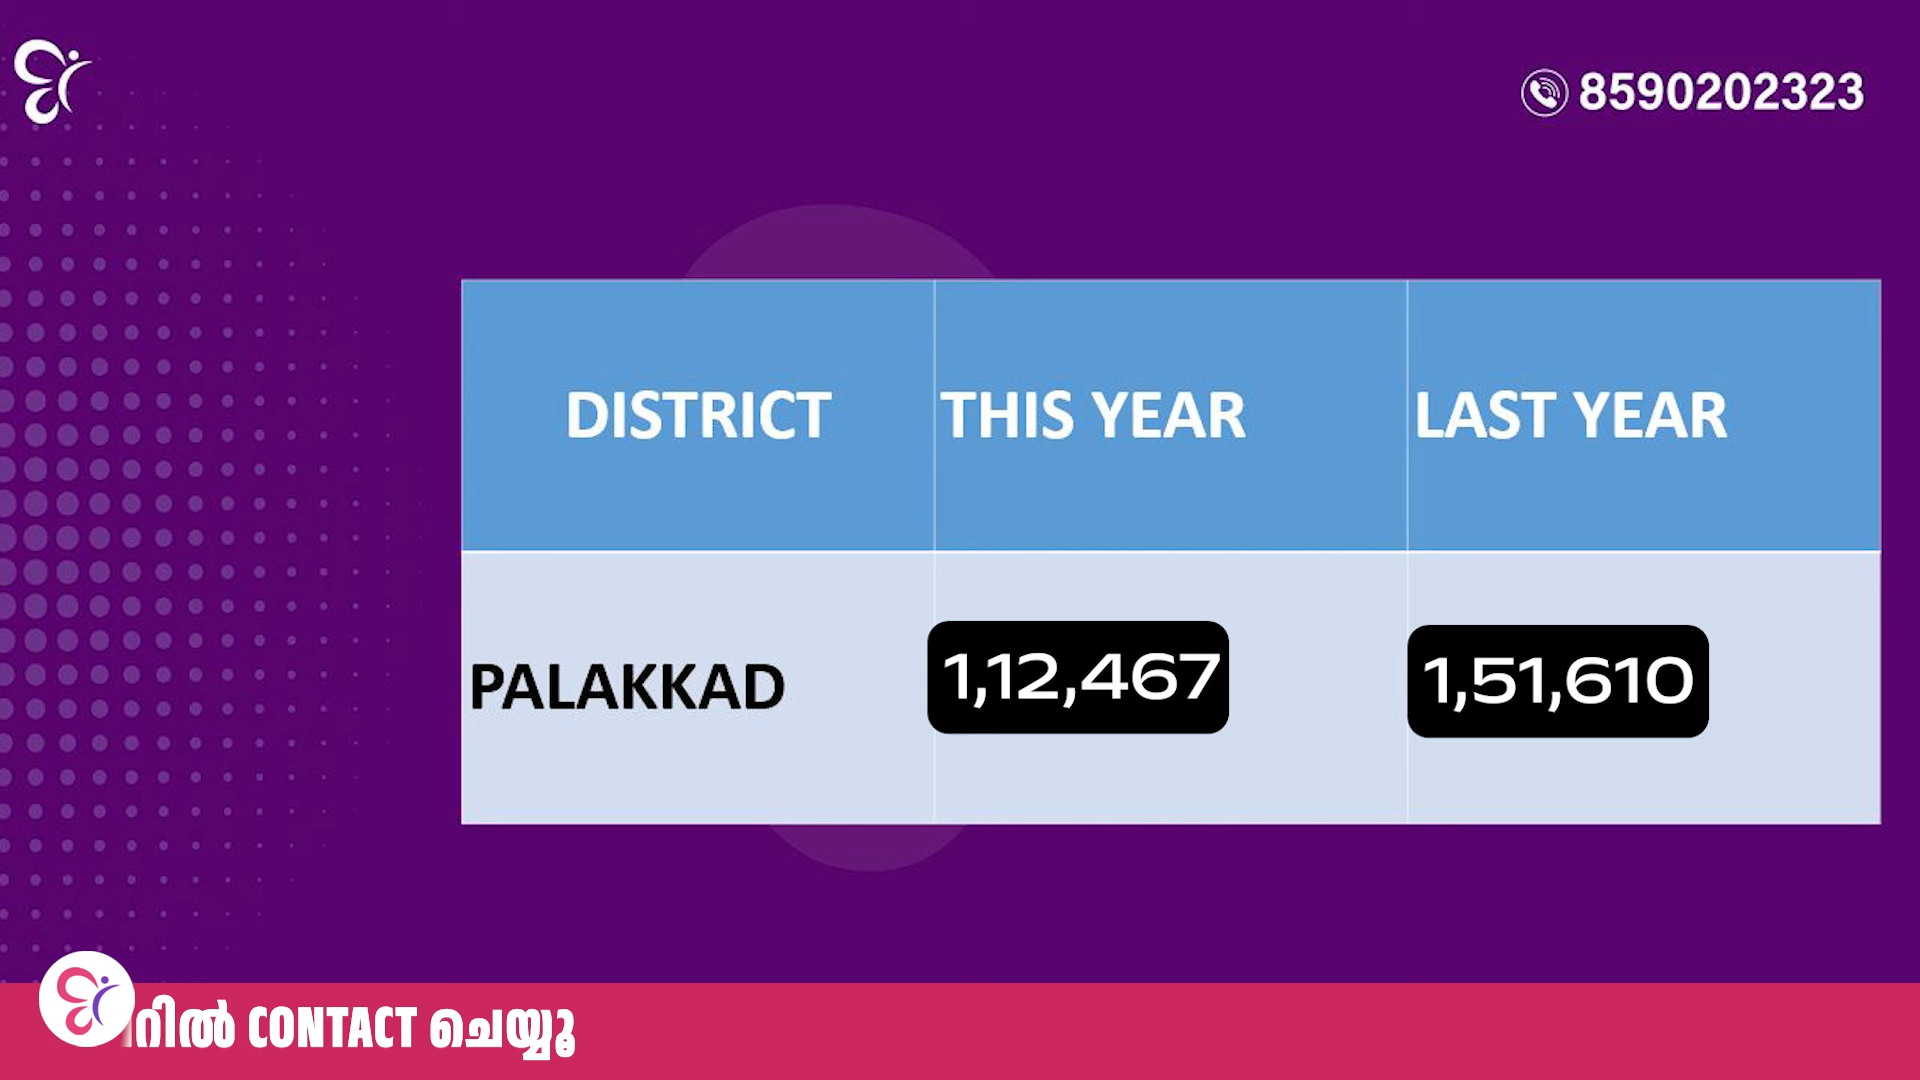 8590202323
DISTRICT THIS YEAR LAST YEAR
PALAKKAD 1,12,467 1,51,610
റിൽ CONTACT ചെയ്യൂ